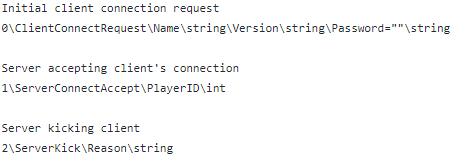 Initial client connection request
0\ClientConnectRequest\Name\string\Version\string\Password=""\string
Server accepting client's connection
1\ServerConnectAccept\PlayerID\int
Server kicking client
2\ServerKick\Reason\string